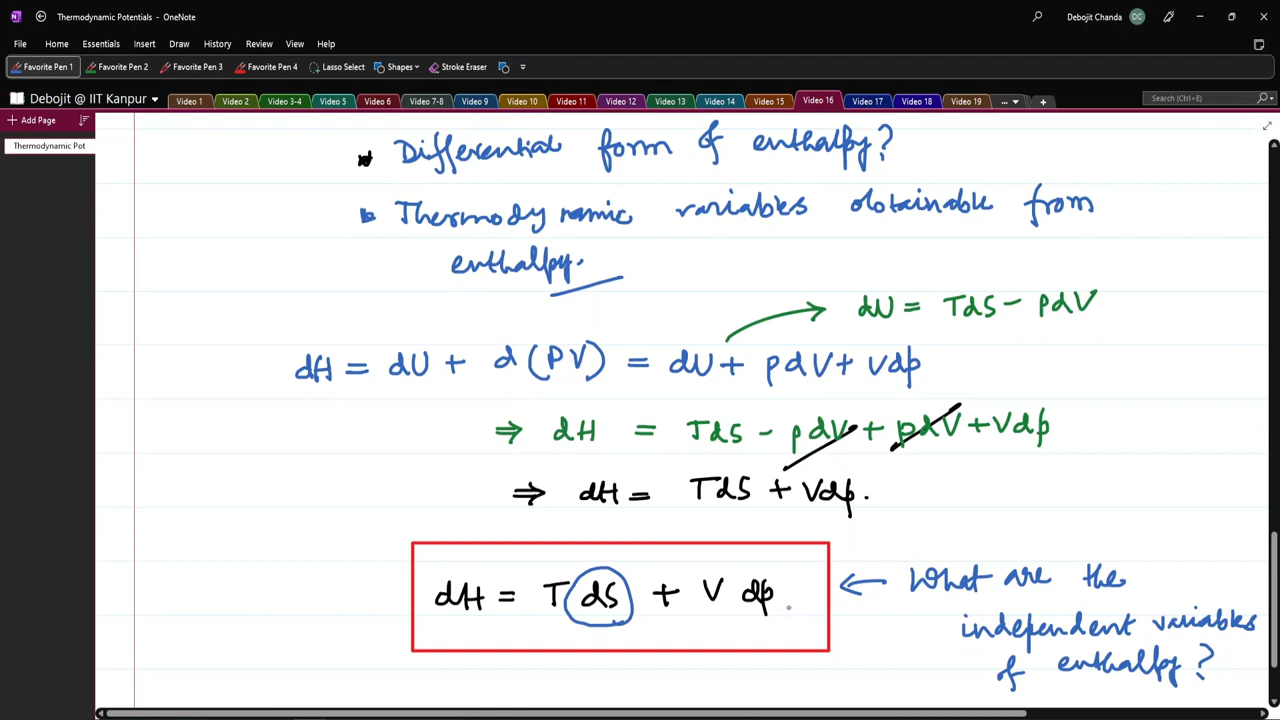 Thermodynamic Potentials - OneNote
Debojit Chanda DC
File Home Essentials Insert Draw History Review View Help
Favorite Pen 1 Favorite Pen 2 Favorite Pen 3 Favorite Pen 4 Lasso Select Shapes Stroke Eraser
Debojit @ IIT Kanpur Video 1 Video 2 Video 3-4 Video 5 Video 6 Video 7-8 Video 9 Video 10 Video 11 Video 12 Video 13 Video 14 Video 15 Video 16 Video 17 Video 18 Video 19 ... Search (Ctrl+E)
Add Page
Thermodynamic Pot
Differential form of enthalpy?
Thermodynamic variables obtainable from
enthalpy.
dU = TdS - pdV
dH = dU + d(PV) = dU + pdV + Vdp
⇒ dH = TdS - pdV + pdV + Vdp
⇒ dH = TdS + Vdp.
dH = T dS + V dp.
← What are the
independent variables
of enthalpy?